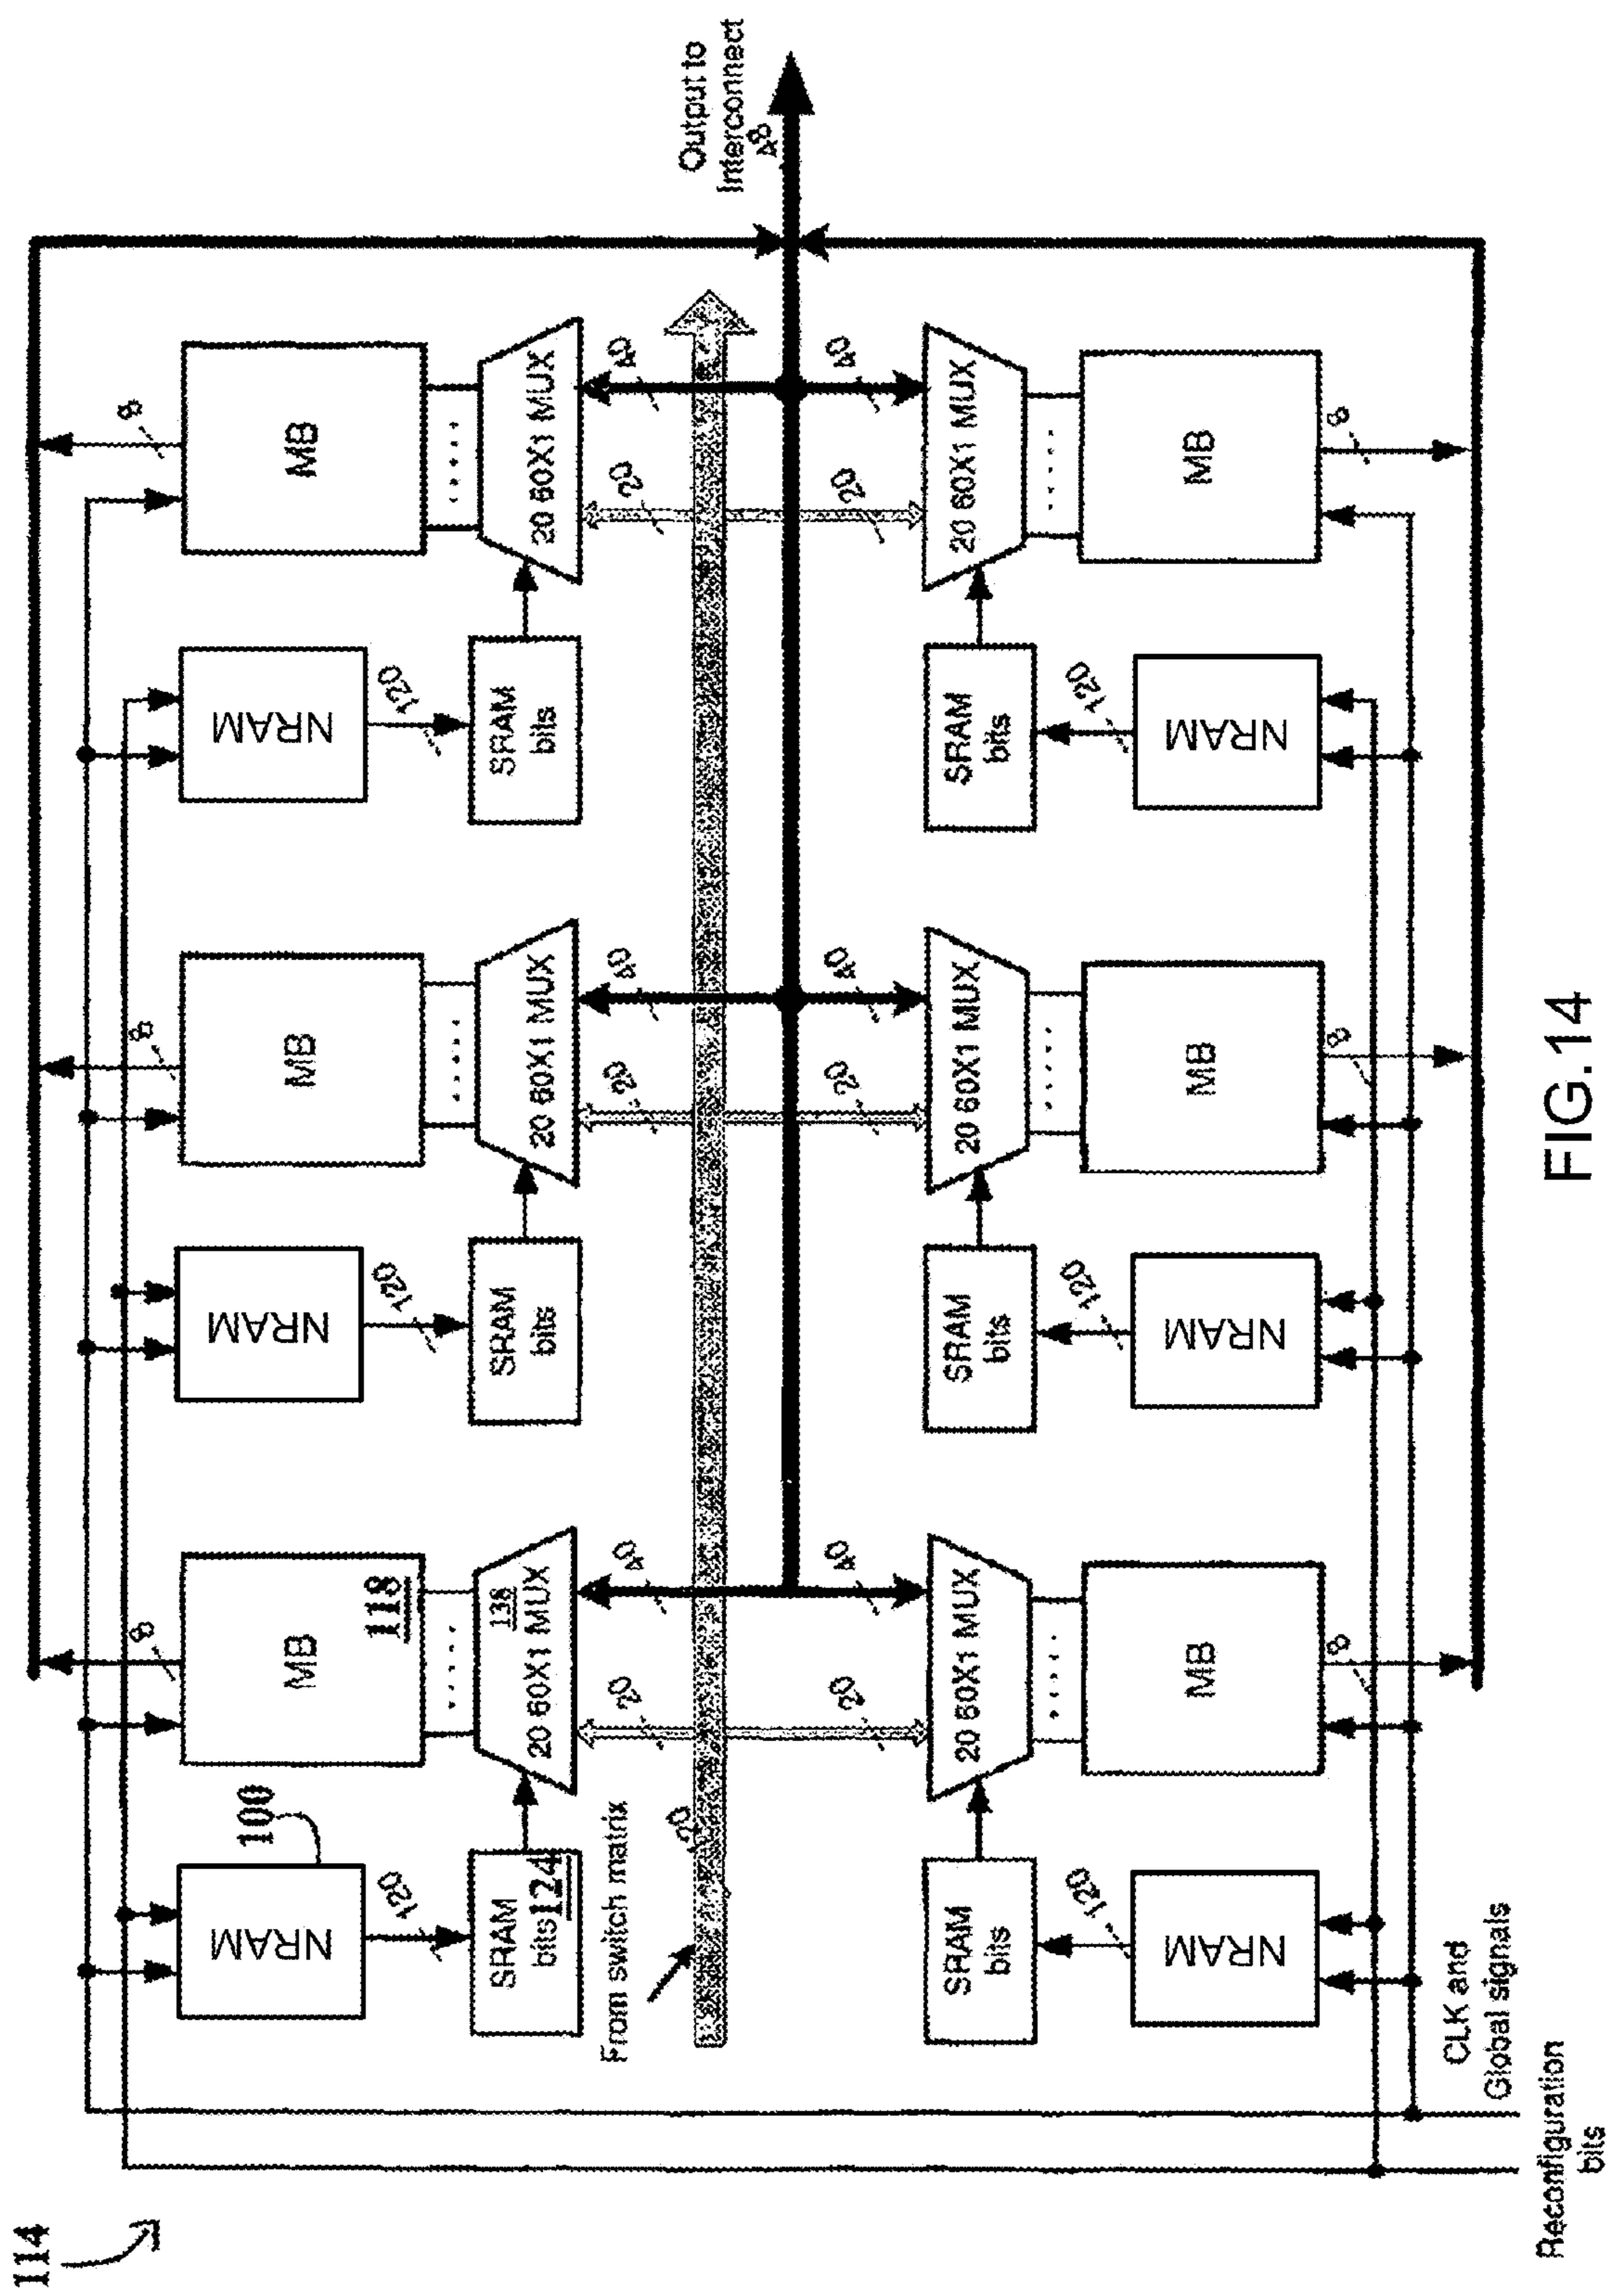 114
Output to
Interconnect
48
8
8
8
MB
118
MB
MB
100
NRAM
NRAM
NRAM
120
120
120
SRAM
bits
124
SRAM
bits
SRAM
bits
138
20 60X1 MUX
20 60X1 MUX
20 60X1 MUX
20
40
20
40
20
40
From switch matrix
20
20
40
20
40
20
40
20 60X1 MUX
20 60X1 MUX
20 60X1 MUX
SRAM
bits
SRAM
bits
SRAM
bits
120
120
120
NRAM
NRAM
NRAM
MB
MB
MB
8
8
8
CLK and
Global signals
Reconfiguration
bits
FIG.14